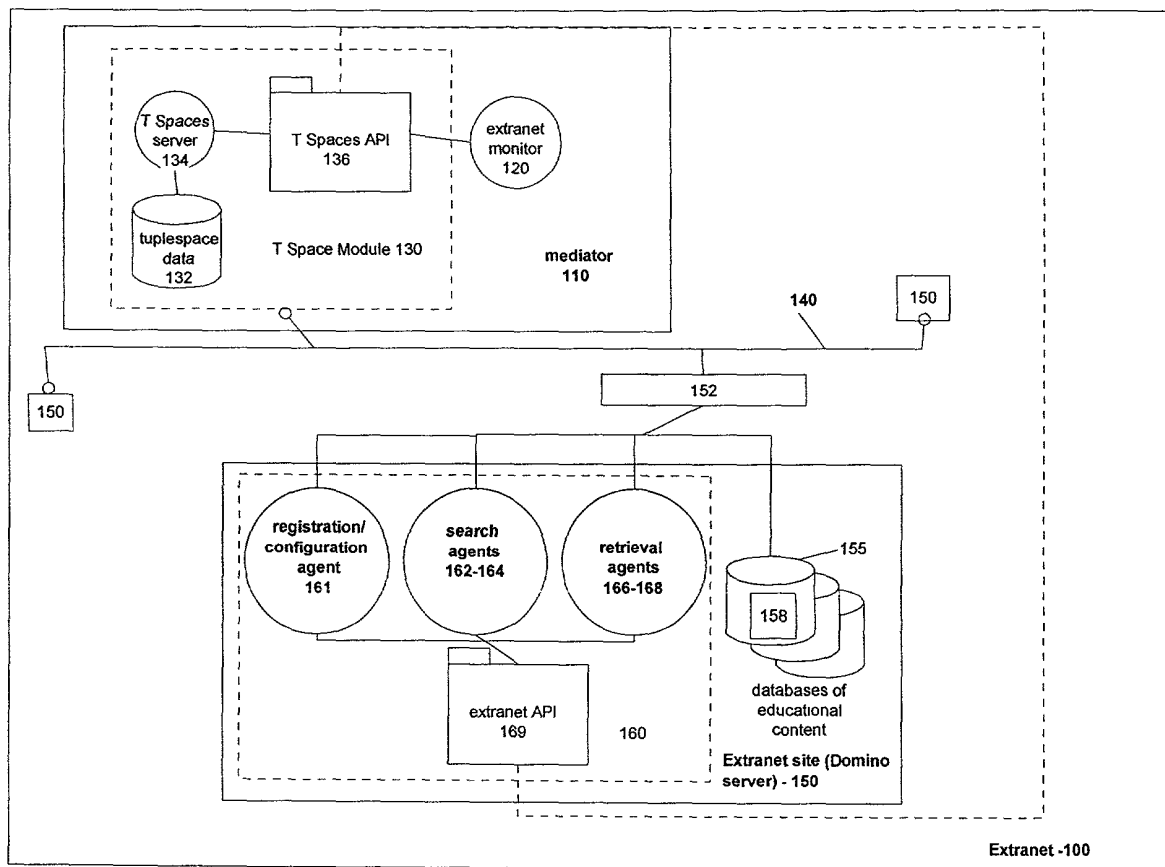 T Spaces
server
134
T Spaces API
136
extranet
monitor
120
tuplespace
data
132
T Space Module 130
mediator
110
140
150
150
152
registration/
configuration
agent
161
search
agents
162-164
retrieval
agents
166-168
155
158
databases of
educational
content
extranet API
169
160
Extranet site (Domino
server) - 150
Extranet -100